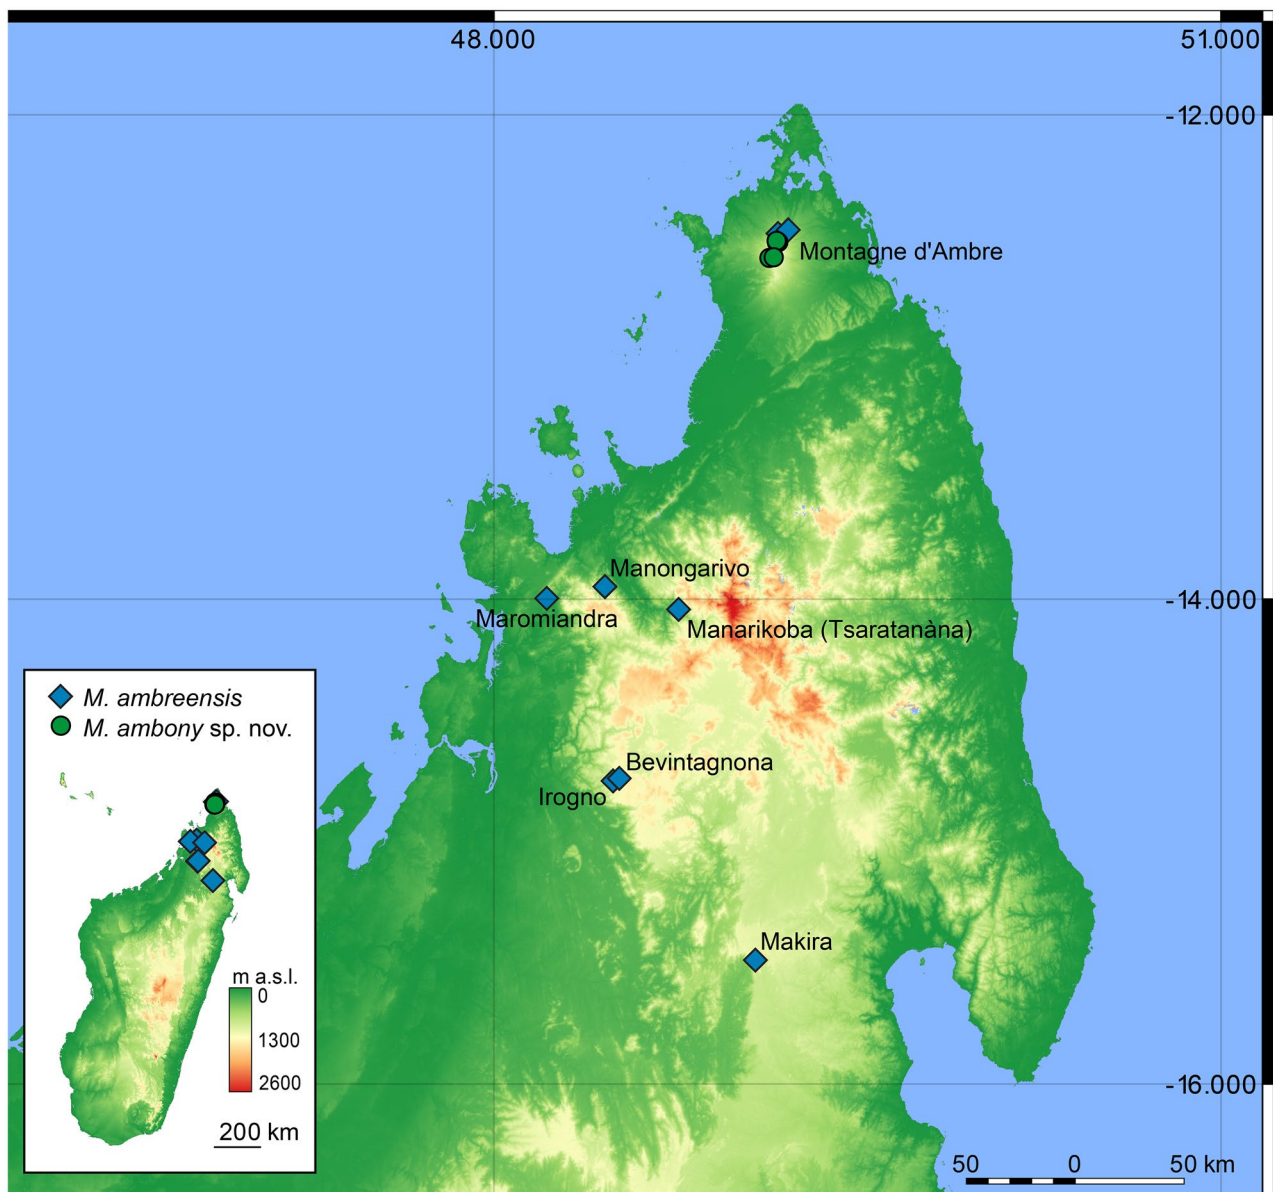 48.000
51.000
-12.000
Montagne d'Ambre
Manongarivo
-14.000
Maromiandra
Manarikoba (Tsaratanàna)
M. ambreensis
M. ambony sp. nov.
Bevintagnona
Irogno
Makira
m a.s.l.
0
1300
2600
-16.000
200 km
50 0 50 km